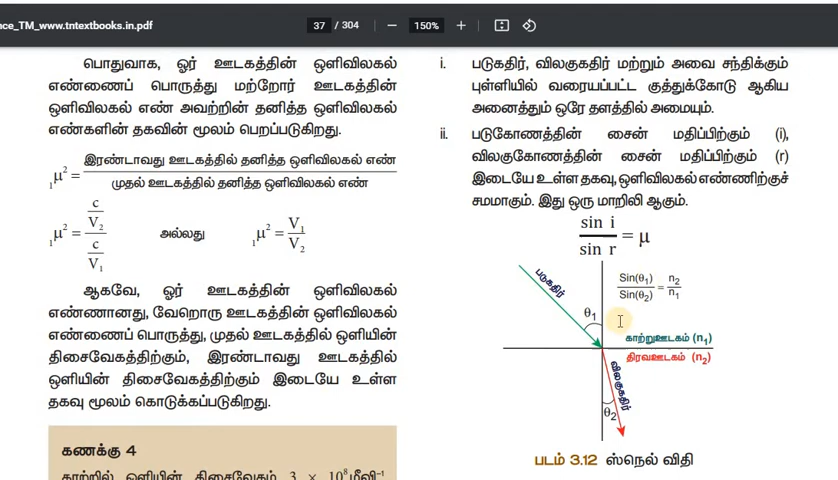 nce_TM_www.tntextbooks.in.pdf
37 / 304
150%
பொதுவாக, ஓர் ஊடகத்தின் ஒளிவிலகல்
எண்ணைப் பொருத்து மற்றோர் ஊடகத்தின்
ஒளிவிலகல் எண் அவற்றின் தனித்த ஒளிவிலகல்
எண்களின் தகவின் மூலம் பெறப்படுகிறது.
₁μ² = இரண்டாவது ஊடகத்தில் தனித்த ஒளிவிலகல் எண்
முதல் ஊடகத்தில் தனித்த ஒளிவிலகல் எண்
₁μ² = c/V₂ / c/V₁ அல்லது ₁μ² = V₁/V₂
ஆகவே, ஓர் ஊடகத்தின் ஒளிவிலகல்
எண்ணானது, வேறொரு ஊடகத்தின் ஒளிவிலகல்
எண்ணைப் பொருத்து, முதல் ஊடகத்தில் ஒளியின்
திசைவேகத்திற்கும், இரண்டாவது ஊடகத்தில்
ஒளியின் திசைவேகத்திற்கும் இடையே உள்ள
தகவு மூலம் கொடுக்கப்படுகிறது.
கணக்கு 4
காற்றில் ஒளியின் திசைவேகம் 3 × 10⁸ மீவி⁻¹
i. படுகதிர், விலகுகதிர் மற்றும் அவை சந்திக்கும்
புள்ளியில் வரையப்பட்ட குத்துக்கோடு ஆகிய
அனைத்தும் ஒரே தளத்தில் அமையும்.
ii. படுகோணத்தின் சைன் மதிப்பிற்கும் (i),
விலகுகோணத்தின் சைன் மதிப்பிற்கும் (r)
இடையே உள்ள தகவு, ஒளிவிலகல் எண்ணிற்குச்
சமமாகும். இது ஒரு மாறிலி ஆகும்.
sin i / sin r = μ
படுகதிர்
Sin(θ₁) / Sin(θ₂) = n₂ / n₁
θ₁
காற்றுஊடகம் (n₁)
திரவஊடகம் (n₂)
விலகுகதிர்
θ₂
படம் 3.12 ஸ்நெல் விதி